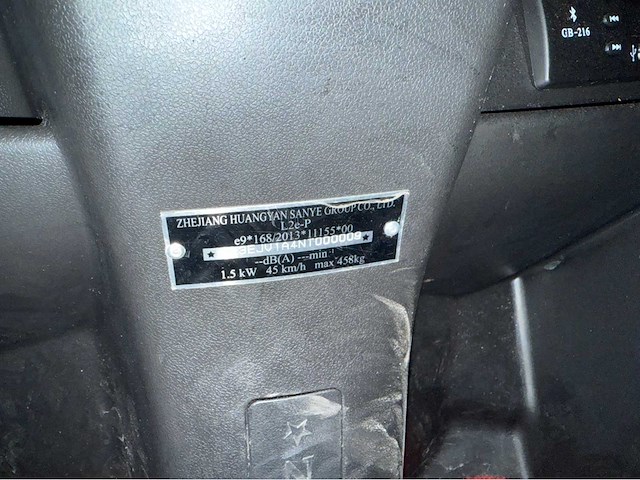 GB-216
ZHEJIANG HUANGYAN SANYE GROUP CO., LTD.
L2e-P
e9*168/2013*11155*00
--dB(A) ---min
1.5 kW 45 km/h max 458kg